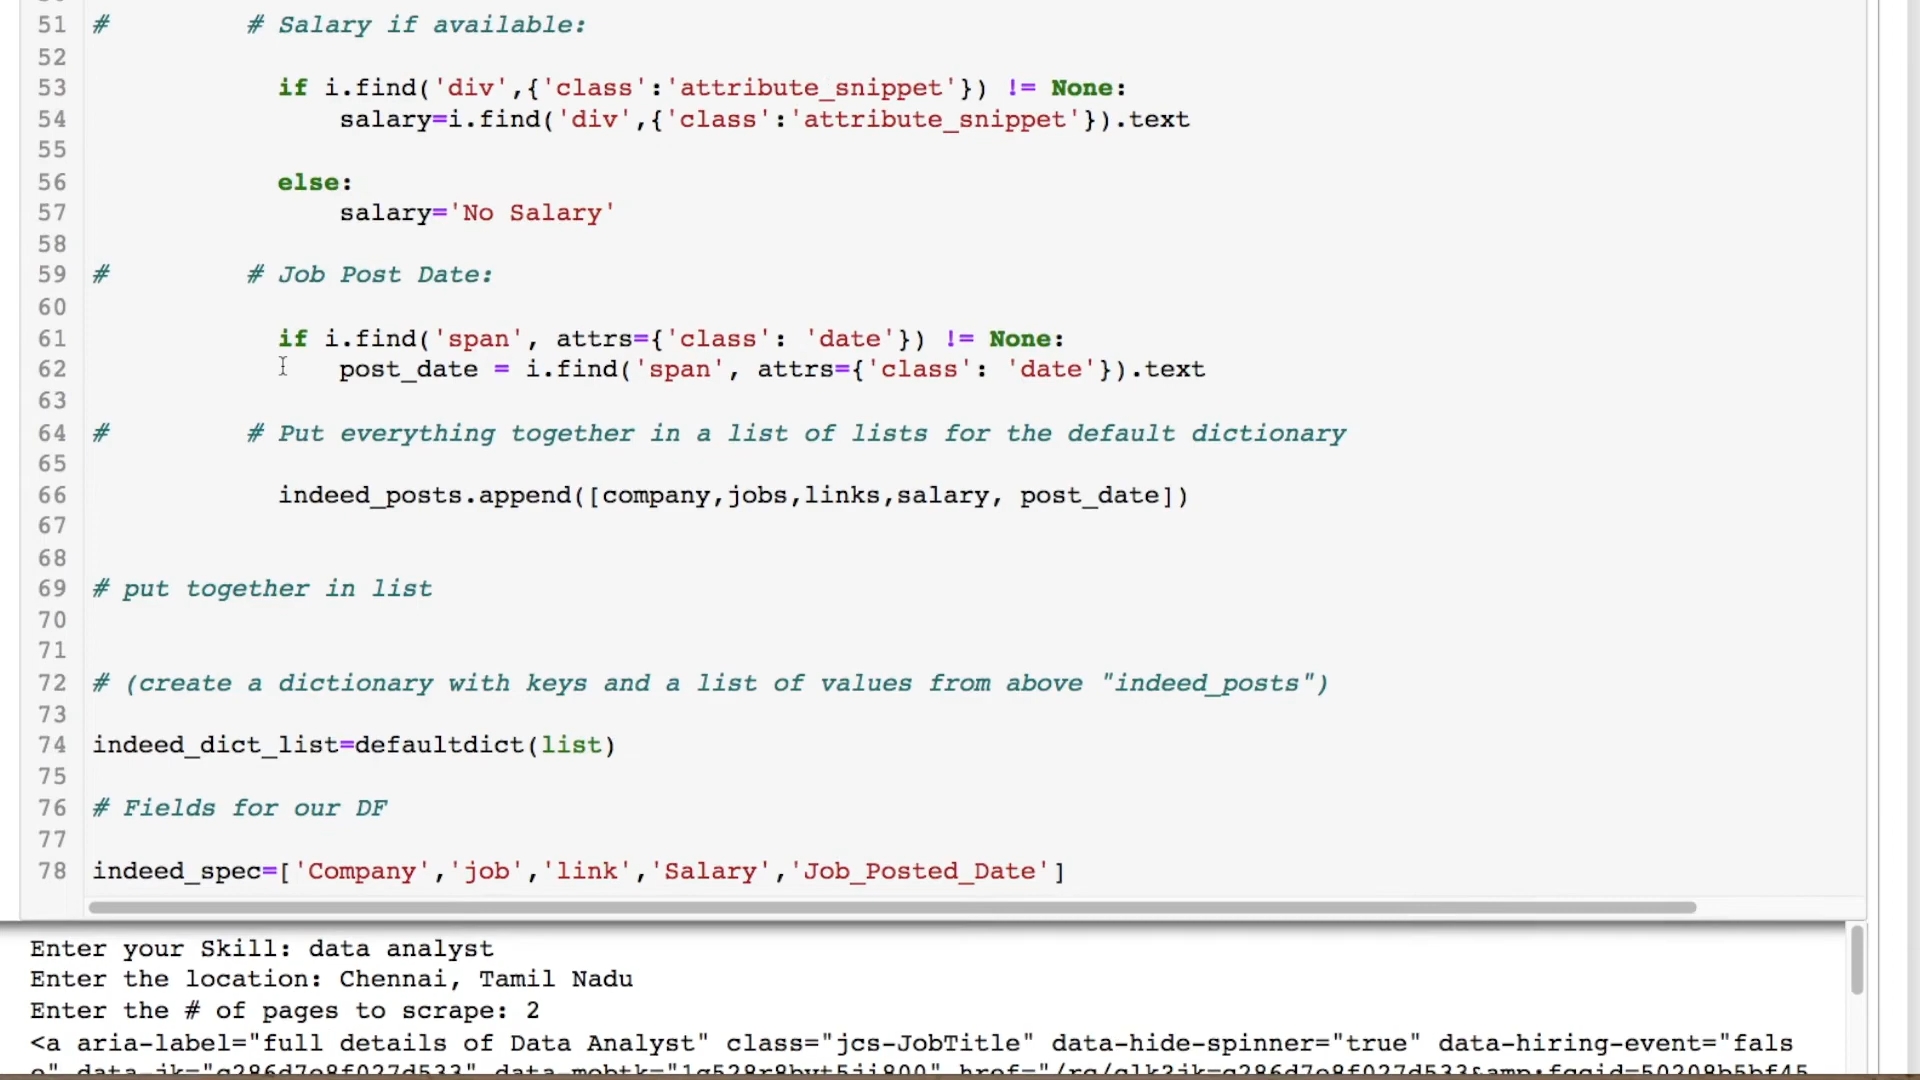 51 # # Salary if available:
52
53 if i.find('div',{'class':'attribute_snippet'}) != None:
54 salary=i.find('div',{'class':'attribute_snippet'}).text
55
56 else:
57 salary='No Salary'
58
59 # # Job Post Date:
60
61 if i.find('span', attrs={'class': 'date'}) != None:
62 post_date = i.find('span', attrs={'class': 'date'}).text
63
64 # # Put everything together in a list of lists for the default dictionary
65
66 indeed_posts.append([company,jobs,links,salary, post_date])
67
68
69 # put together in list
70
71
72 # (create a dictionary with keys and a list of values from above "indeed_posts")
73
74 indeed_dict_list=defaultdict(list)
75
76 # Fields for our DF
77
78 indeed_spec=['Company','job','link','Salary','Job_Posted_Date']
Enter your Skill: data analyst
Enter the location: Chennai, Tamil Nadu
Enter the # of pages to scrape: 2
<a aria-label="full details of Data Analyst" class="jcs-JobTitle" data-hide-spinner="true" data-hiring-event="fals